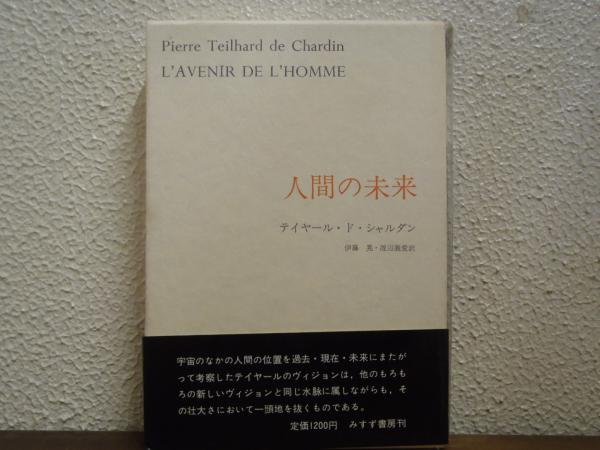 Pierre Teilhard de Chardin
L'AVENIR DE L'HOMME
人間の未来
テイヤール・ド・シャルダン
伊藤 晃・渡辺義愛訳
宇宙のなかの人間の位置を過去・現在・未来にまたが
って考察したテイヤールのヴィジョンは，他のもろも
ろの新しいヴィジョンと同じ水脈に属しながらも，そ
の壮大さにおいて一頭地を抜くものである。
定価1200円 みすず書房刊